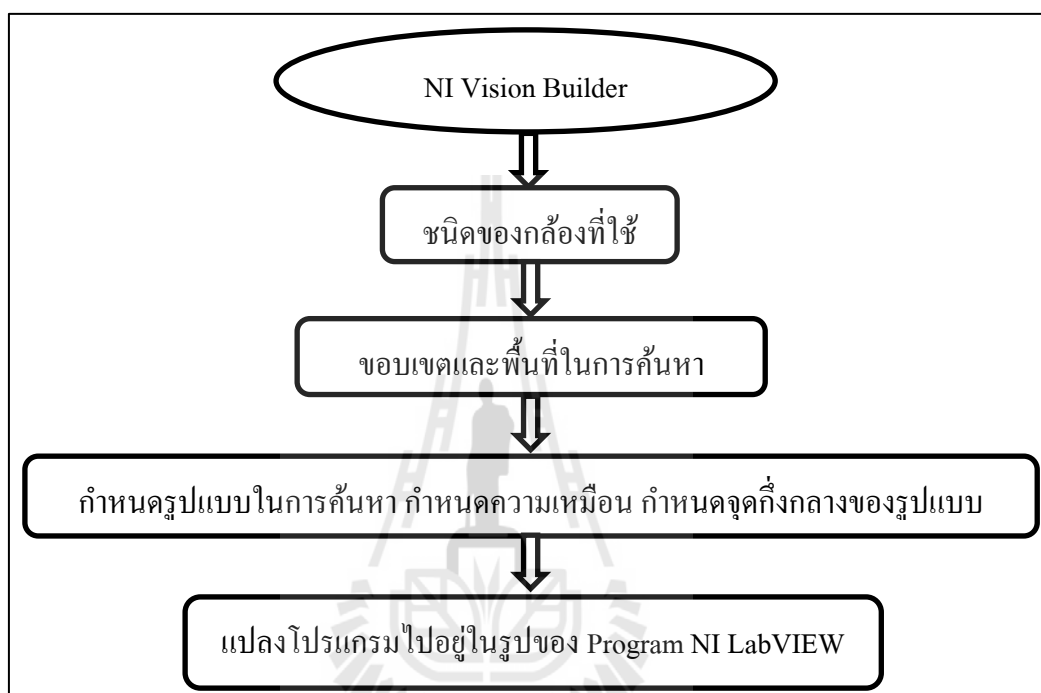 NI Vision Builder
ชนิดของกล้องที่ใช้
ขอบเขตและพื้นที่ในการค้นหา
กำหนดรูปแบบในการค้นหา กำหนดความเหมือน กำหนดจุดกึ่งกลางของรูปแบบ
แปลงโปรแกรมไปอยู่ในรูปของ Program NI LabVIEW